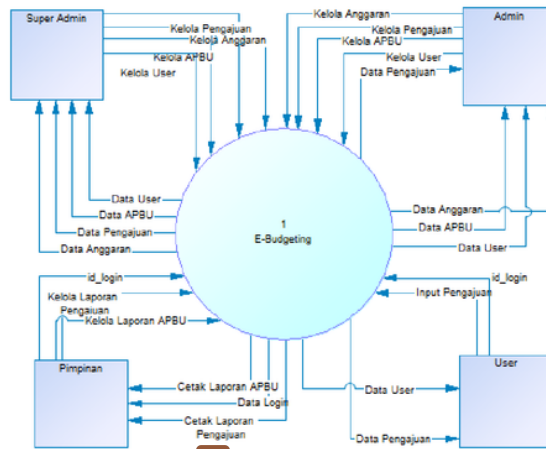 Super Admin
Kelola Pengajuan
Kelola Anggaran
Kelola APBU
Kelola User
Kelola Anggaran
Kelola Pengajuan
Kelola APBU
Kelola User
Data Pengajuan
Admin
1
E-Budgeting
Data User
Data APBU
Data Pengajuan
Data Anggaran
Data Anggaran
Data APBU
Data User
id_login
Kelola Laporan
Pengajuan
Kelola Laporan APBU
Pimpinan
Cetak Laporan APBU
Data Login
Cetak Laporan
Pengajuan
id_login
Input Pengajuan
User
Data User
Data Pengajuan